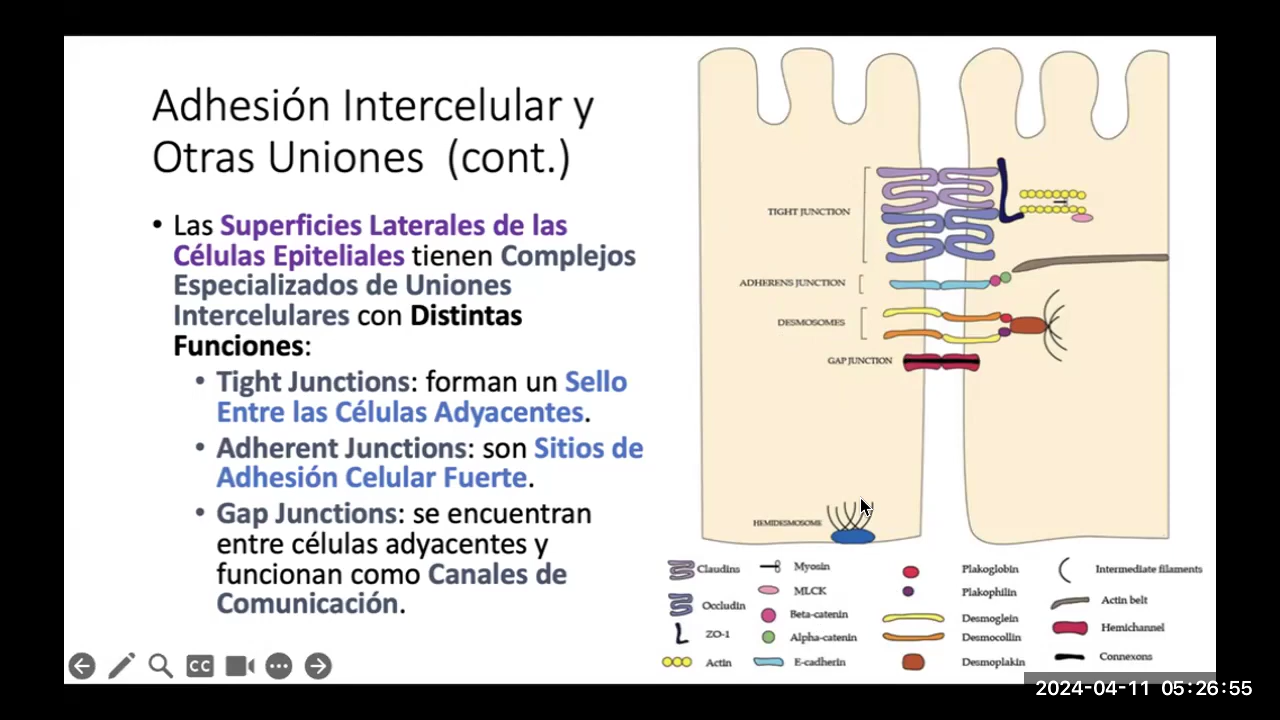 Adhesión Intercelular y
Otras Uniones (cont.)
• Las Superficies Laterales de las
Células Epiteliales tienen Complejos
Especializados de Uniones
Intercelulares con Distintas
Funciones:
• Tight Junctions: forman un Sello
Entre las Células Adyacentes.
• Adherent Junctions: son Sitios de
Adhesión Celular Fuerte.
• Gap Junctions: se encuentran
entre células adyacentes y
funcionan como Canales de
Comunicación.
TIGHT JUNCTION
ADHERENS JUNCTION
DESMOSOMES
GAP JUNCTION
HEMIDESMOSOME
Claudins
Occludin
ZO-1
Actin
Myosin
MLCK
Beta-catenin
Alpha-catenin
E-cadherin
Plakoglobin
Plakophilin
Desmoglein
Desmocollin
Desmoplakin
Intermediate filaments
Actin belt
Hemichannel
Connexons
CC
2024-04-11 05:26:55